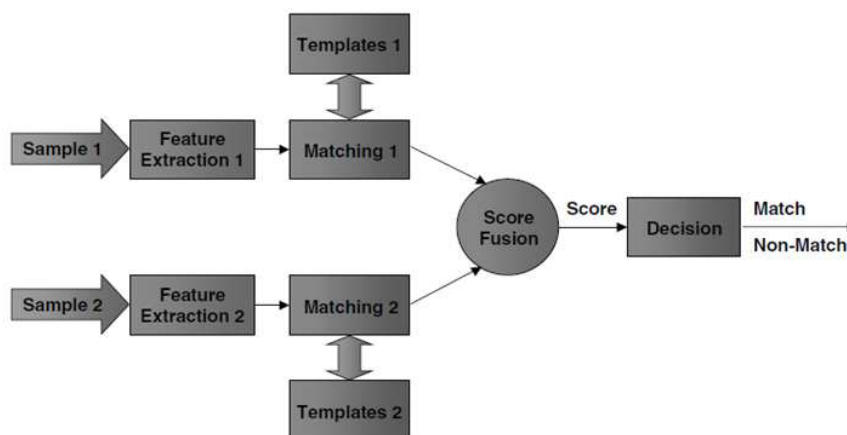 Templates 1
Sample 1
Feature
Extraction 1
Matching 1
Score
Fusion
Score
Decision
Match
Non-Match
Sample 2
Feature
Extraction 2
Matching 2
Templates 2